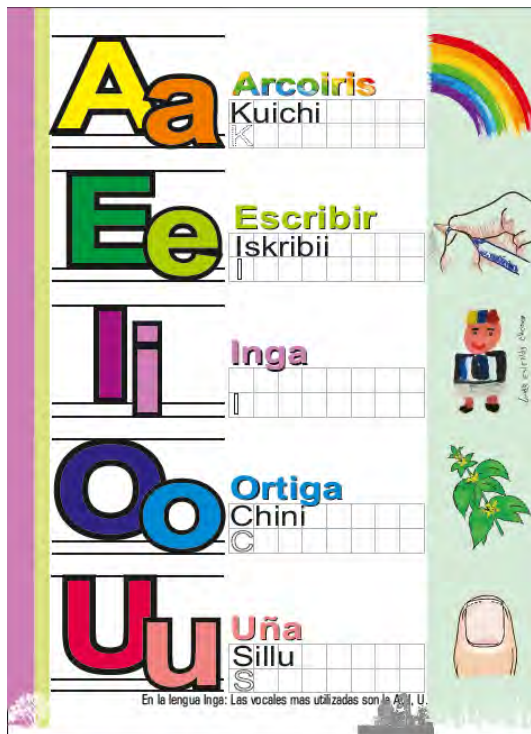 Aa
Arcoiris
Kuichi
K
Ee
Escribir
Iskribii
I
Ii
Inga
I
Oo
Ortiga
Chini
C
Uu
Uña
Sillu
S
En la lengua Inga: Las vocales mas utilizadas son la A, I, U.